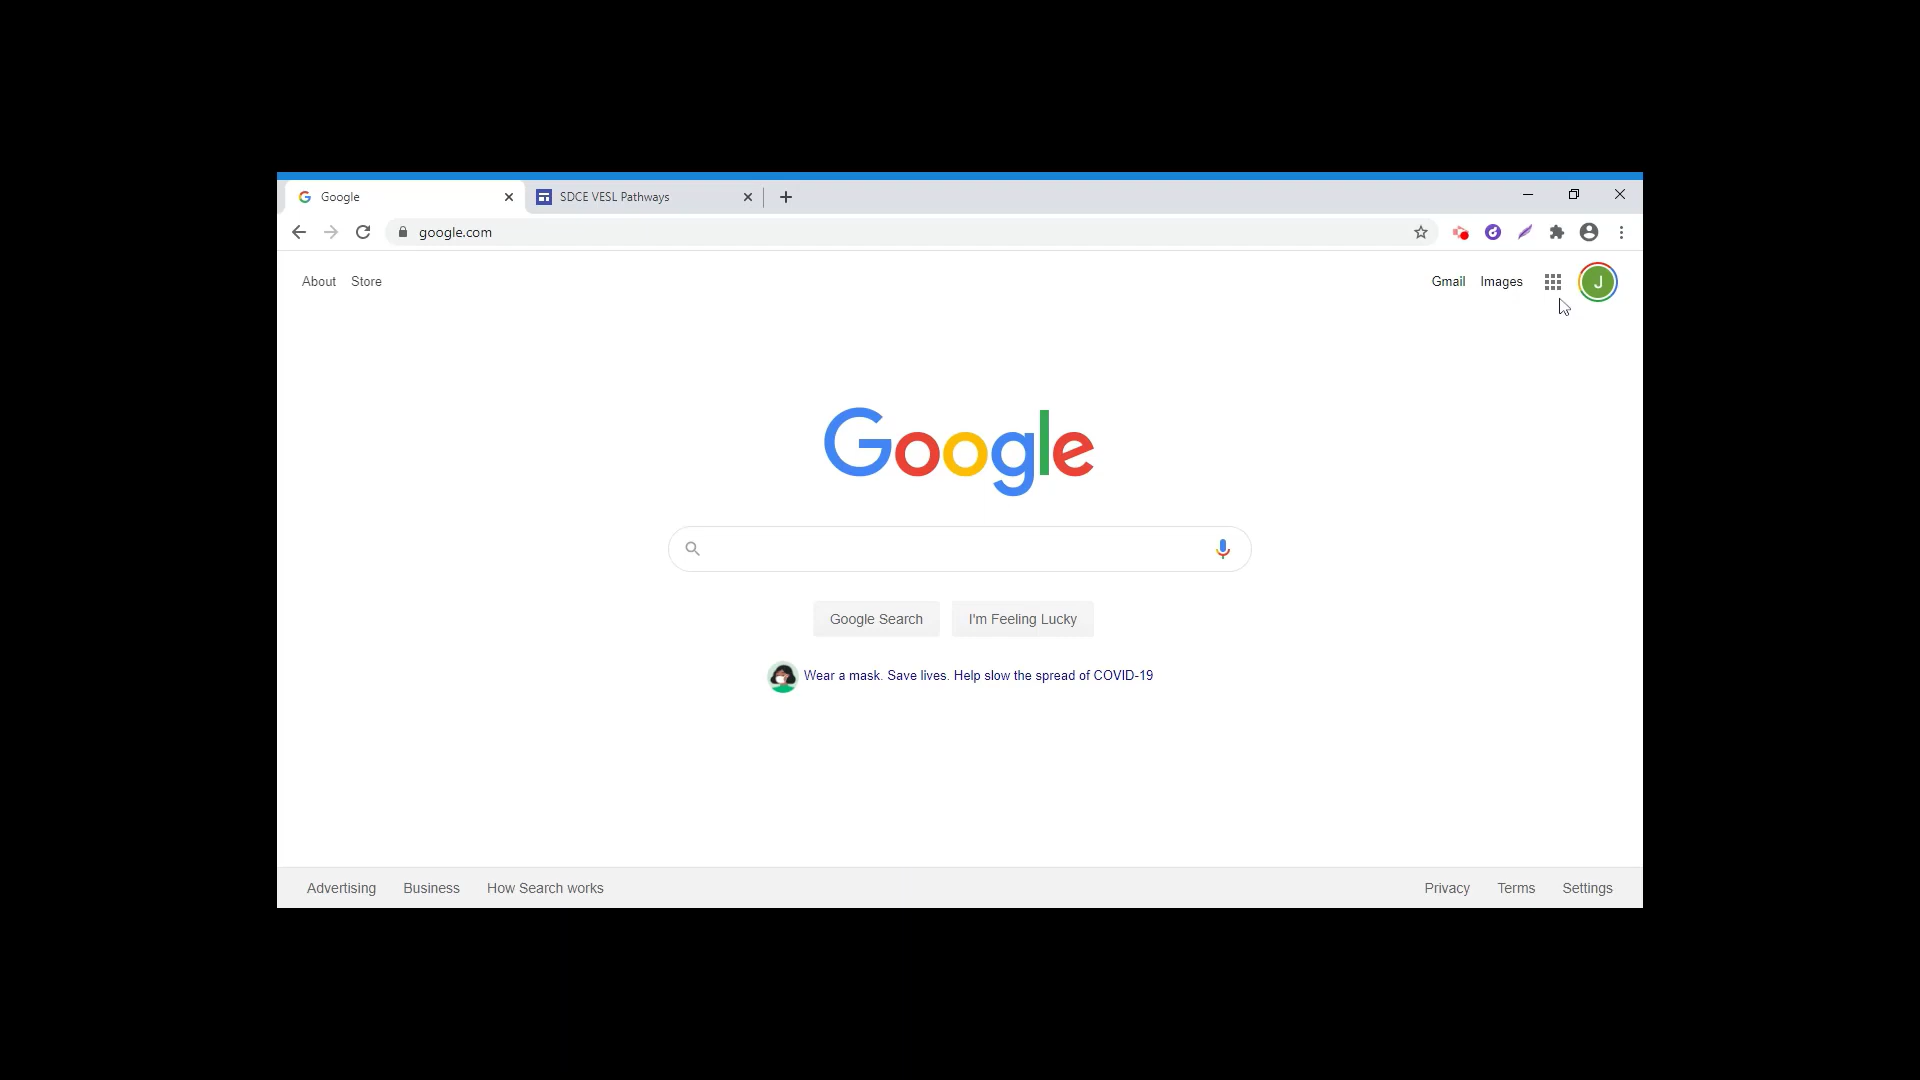 Google
SDCE VESL Pathways
google.com
About
Store
Gmail
Images
J
Google
Google Search
I'm Feeling Lucky
Wear a mask. Save lives. Help slow the spread of COVID-19
Advertising
Business
How Search works
Privacy
Terms
Settings